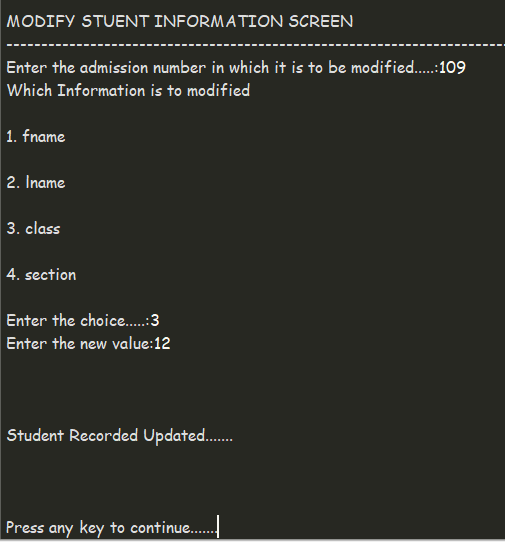 MODIFY STUENT INFORMATION SCREEN
--------------------------------------------------------------------------------
Enter the admission number in which it is to be modified.....:109
Which Information is to modified
1. fname
2. lname
3. class
4. section
Enter the choice.....:3
Enter the new value:12
Student Recorded Updated.......
Press any key to continue.......